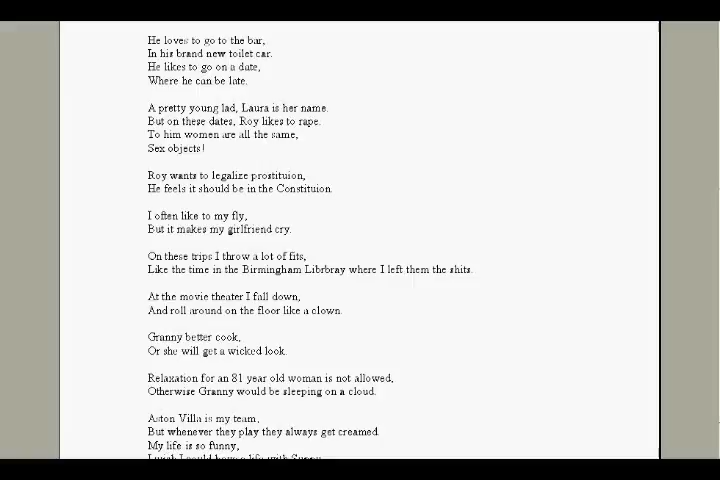 He loves to go to the bar,
In his brand new toilet car.
He likes to go on a date,
Where he can be late.
A pretty young lad, Laura is her name.
But on these dates, Roy likes to rape.
To him women are all the same,
Sex objects!
Roy wants to legalize prostituion,
He feels it should be in the Constituion.
I often like to my fly,
But it makes my girlfriend cry.
On these trips I throw a lot of fits,
Like the time in the Birmingham Librbray where I left them the shits.
At the movie theater I fall down,
And roll around on the floor like a clown.
Granny better cook,
Or she will get a wicked look.
Relaxation for an 81 year old woman is not allowed,
Otherwise Granny would be sleeping on a cloud.
Aston Villa is my team,
But whenever they play they always get creamed.
My life is so funny,
I wish I could have a life with